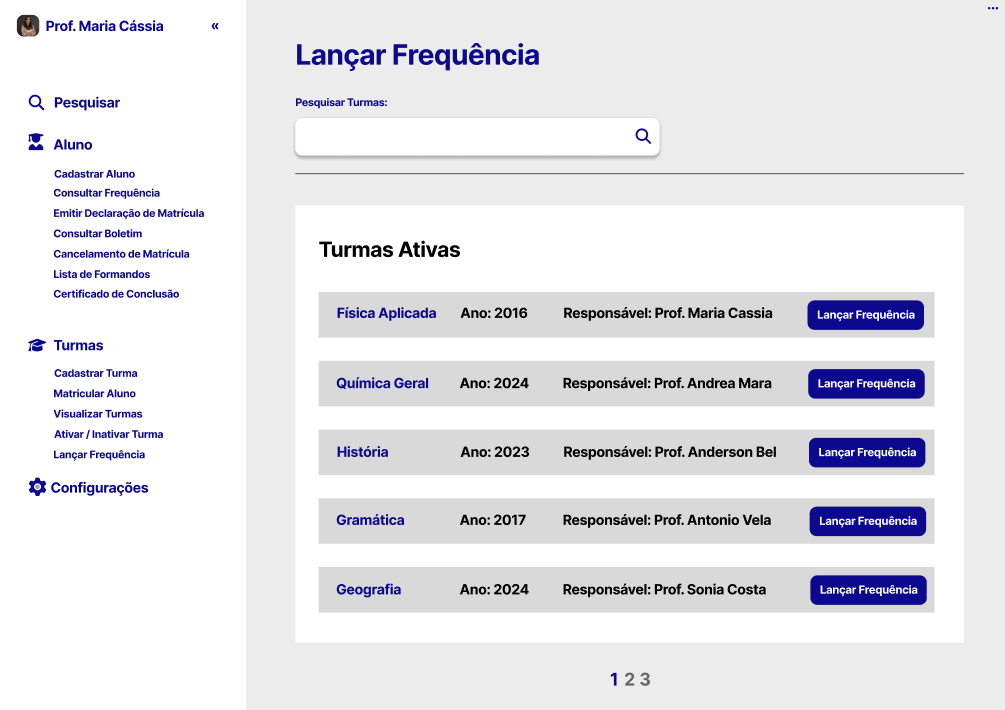 Prof. Maria Cássia «
Pesquisar
Aluno
Cadastrar Aluno
Consultar Frequência
Emitir Declaração de Matrícula
Consultar Boletim
Cancelamento de Matrícula
Lista de Formandos
Certificado de Conclusão
Turmas
Cadastrar Turma
Matricular Aluno
Visualizar Turmas
Ativar / Inativar Turma
Lançar Frequência
Configurações
Lançar Frequência
Pesquisar Turmas:
Turmas Ativas
Física Aplicada Ano: 2016 Responsável: Prof. Maria Cassia Lançar Frequência
Química Geral Ano: 2024 Responsável: Prof. Andrea Mara Lançar Frequência
História Ano: 2023 Responsável: Prof. Anderson Bel Lançar Frequência
Gramática Ano: 2017 Responsável: Prof. Antonio Vela Lançar Frequência
Geografia Ano: 2024 Responsável: Prof. Sonia Costa Lançar Frequência
1 2 3